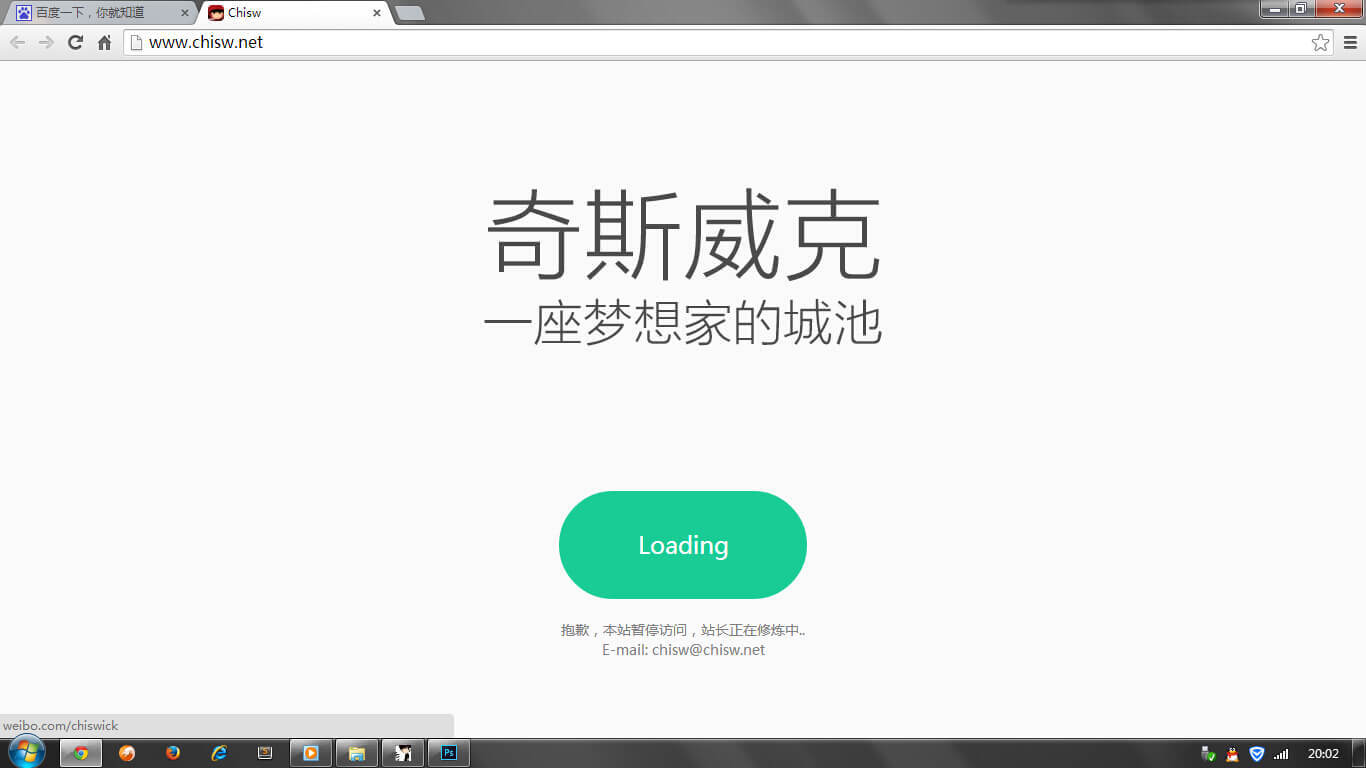 百度一下，你就知道
Chisw
www.chisw.net
奇斯威克
一座梦想家的城池
Loading
抱歉，本站暂停访问，站长正在修炼中..
E-mail: chisw@chisw.net
weibo.com/chiswick
Ps
20:02